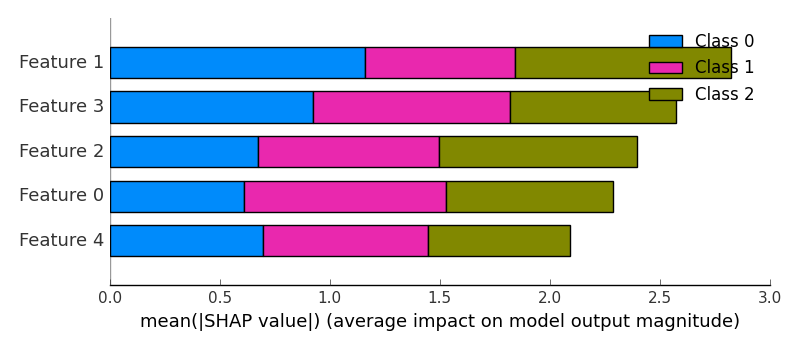 Class 0
Feature 1
Class 1
Class 2
Feature 3
Feature 2
Feature 0
Feature 4
0.0 0.5 1.0 1.5 2.0 2.5 3.0
mean(|SHAP value|) (average impact on model output magnitude)